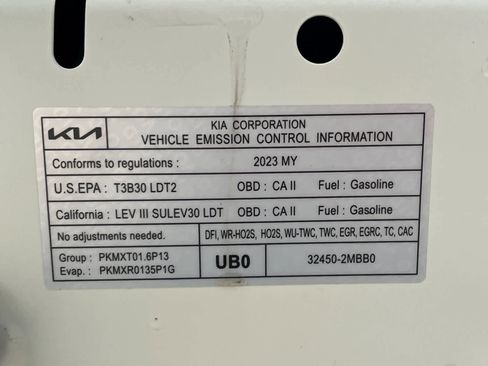 KIA KIA CORPORATION
VEHICLE EMISSION CONTROL INFORMATION
Conforms to regulations : 2023 MY
U.S.EPA : T3B30 LDT2 OBD : CA II Fuel : Gasoline
California : LEV III SULEV30 LDT OBD : CA II Fuel : Gasoline
No adjustments needed. DFI, WR-HO2S, HO2S, WU-TWC, TWC, EGR, EGRC, TC, CAC
Group : PKMXT01.6P13 UB0 32450-2MBB0
Evap. : PKMXR0135P1G